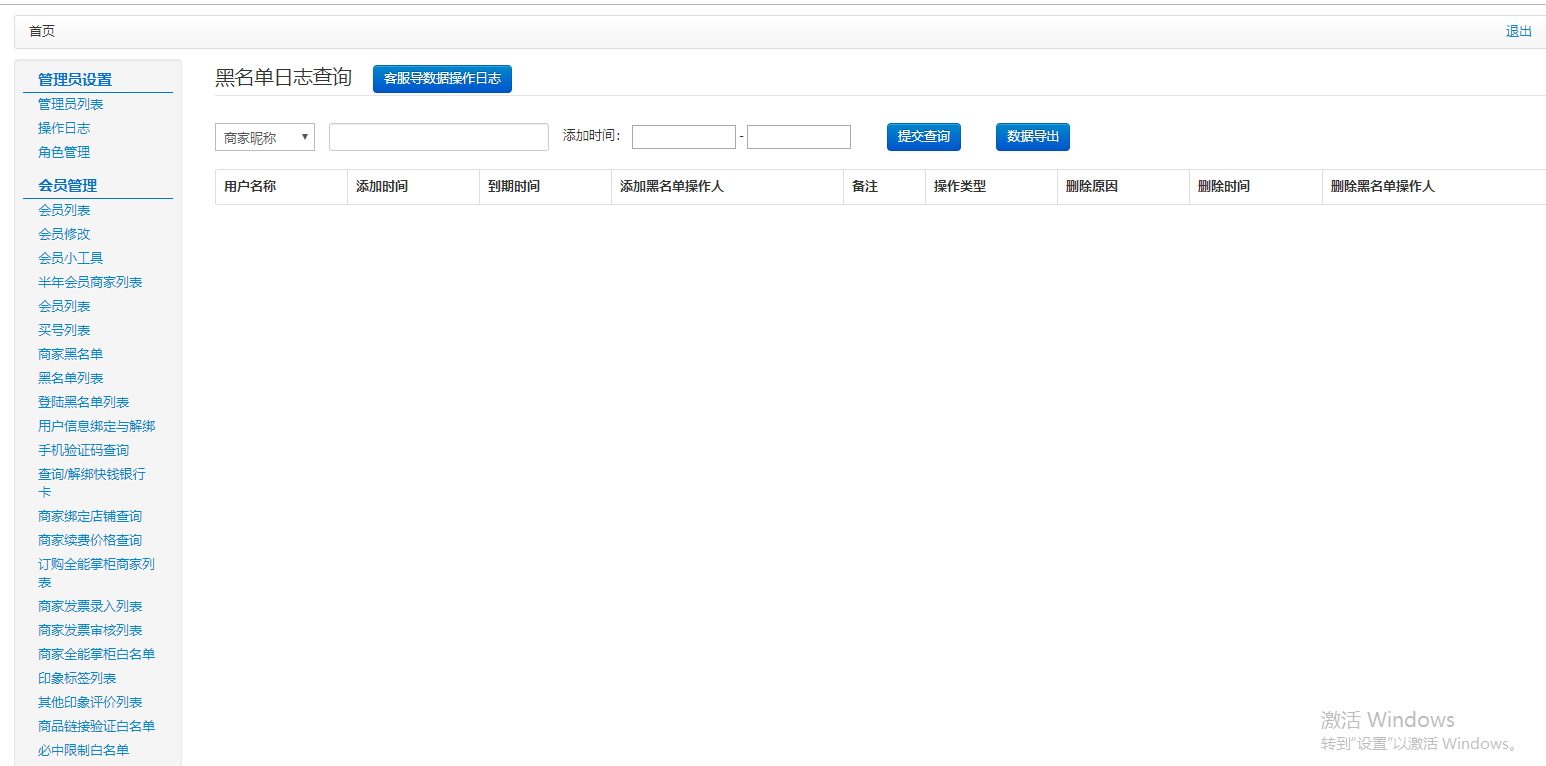 首页
退出
管理员设置
管理员列表
操作日志
角色管理
会员管理
会员列表
会员修改
会员小工具
半年会员商家列表
会员列表
买号列表
商家黑名单
黑名单列表
登陆黑名单列表
用户信息绑定与解绑
手机验证码查询
查询/解绑快钱银行
卡
商家绑定店铺查询
商家续费价格查询
订购全能掌柜商家列
表
商家发票录入列表
商家发票审核列表
商家全能掌柜白名单
印象标签列表
其他印象评价列表
商品链接验证白名单
必中限制白名单
黑名单日志查询 客服导数据操作日志
商家昵称 添加时间: - 提交查询 数据导出
用户名称 添加时间 到期时间 添加黑名单操作人 备注 操作类型 删除原因 删除时间 删除黑名单操作人
激活 Windows
转到"设置"以激活 Windows。